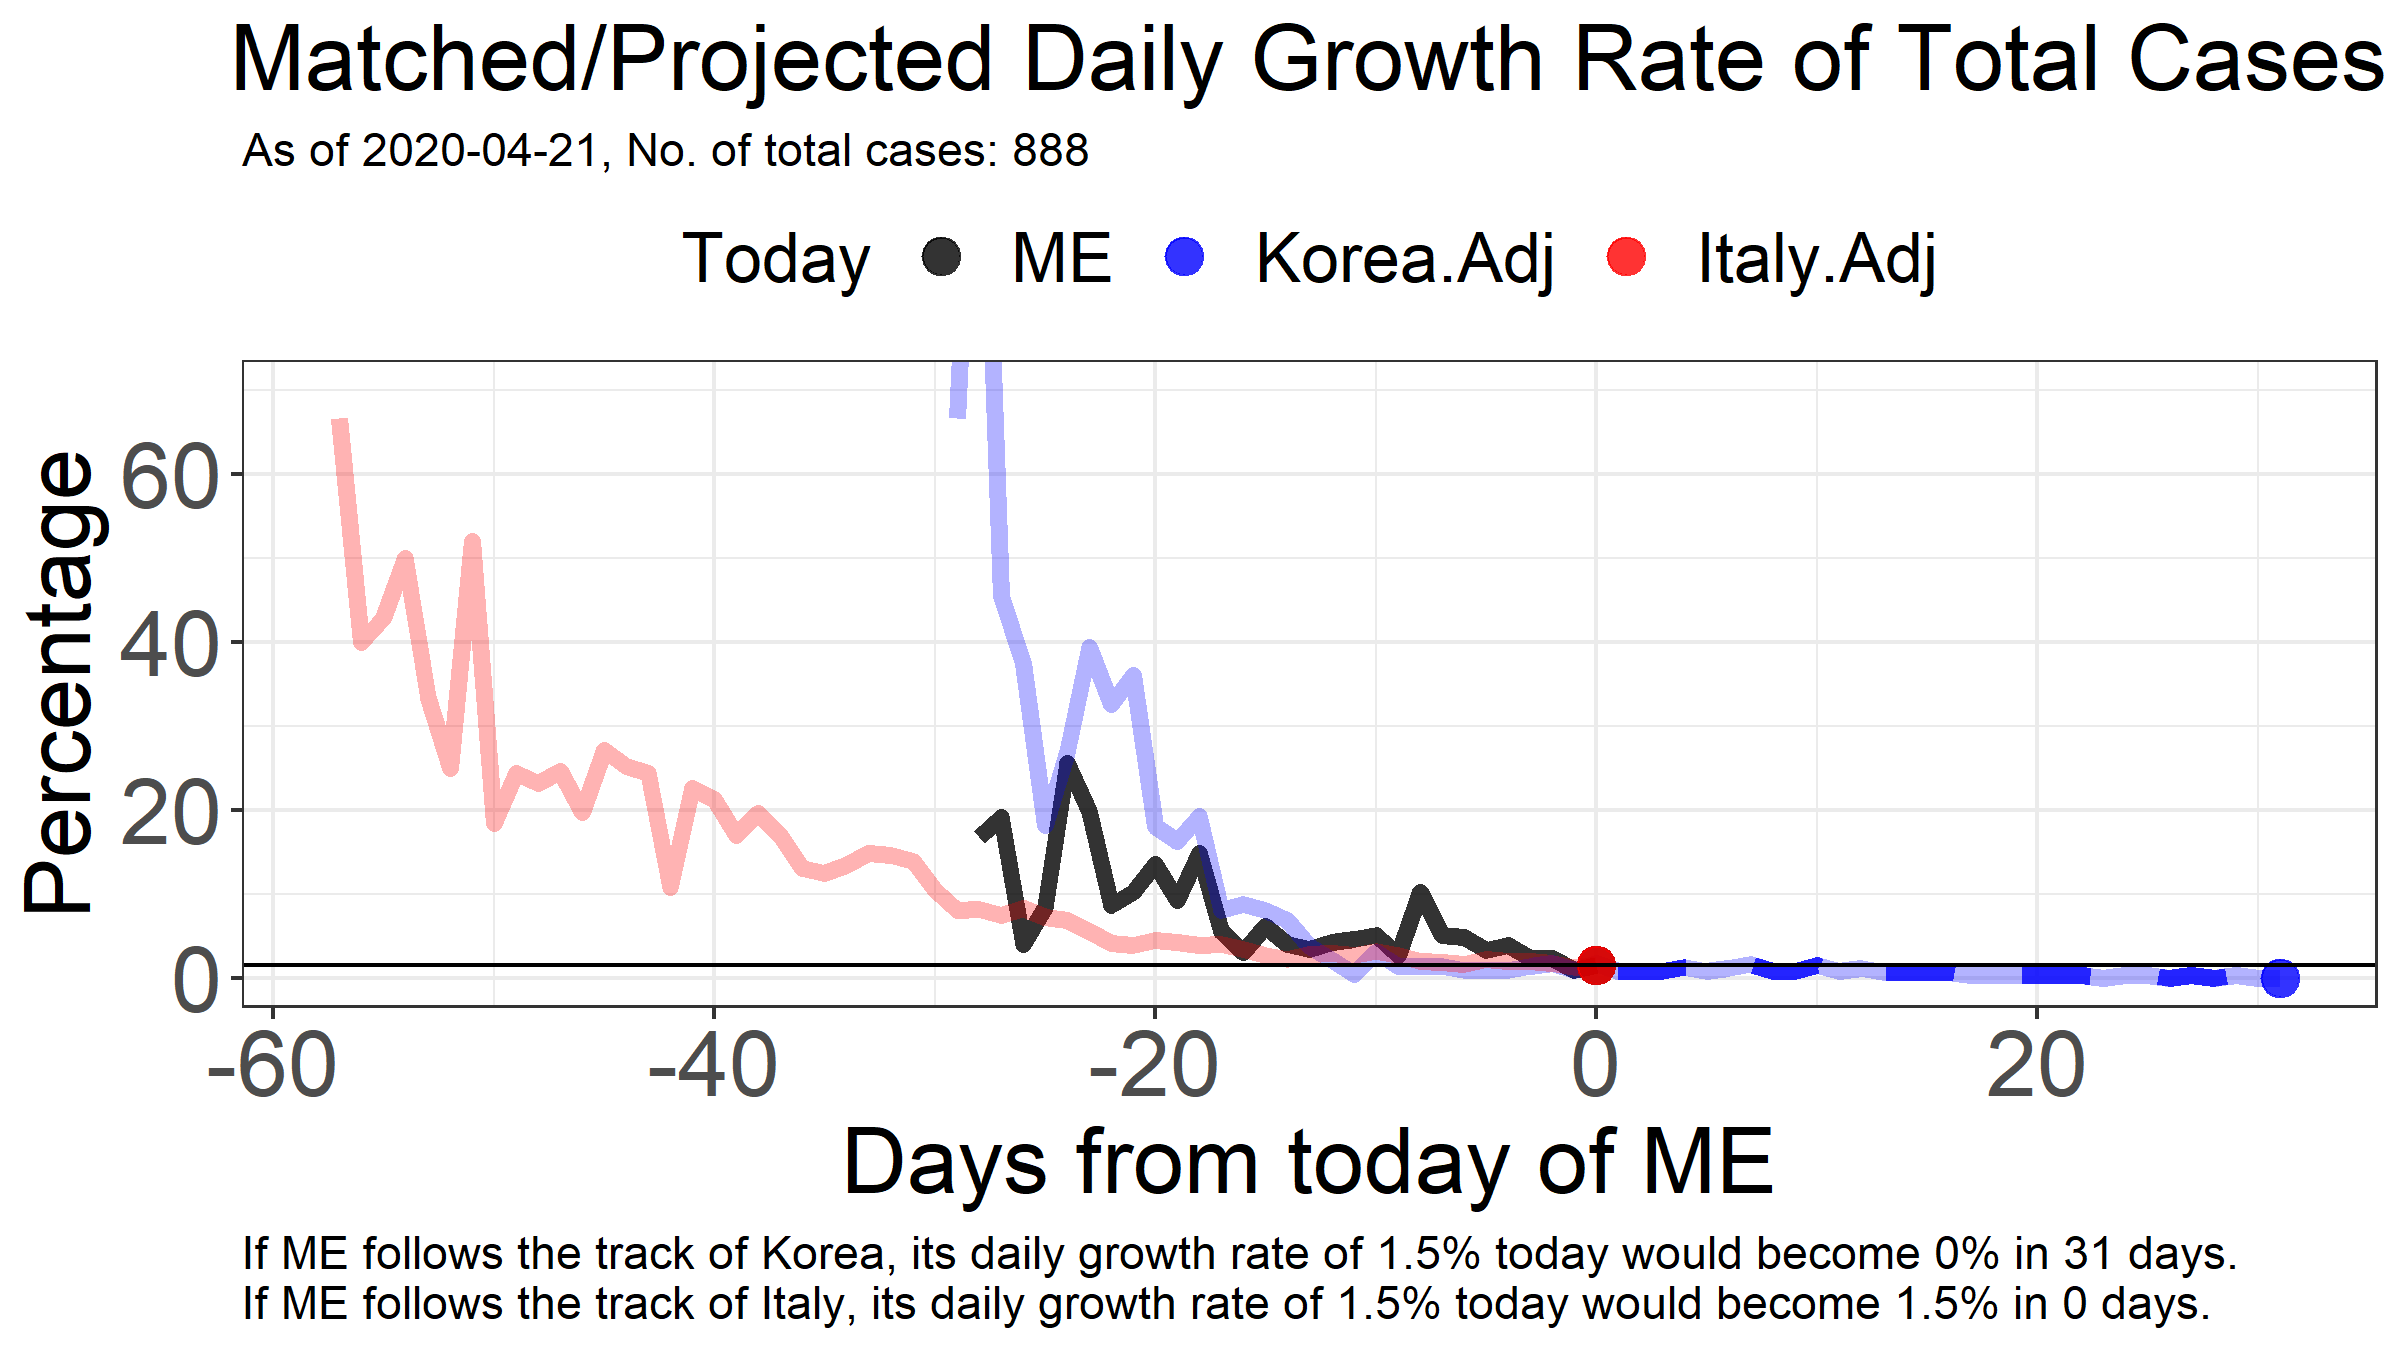 Matched/Projected Daily Growth Rate of Total Cases
As of 2020-04-21, No. of total cases: 888
Today ME Korea.Adj Italy.Adj
Percentage
60
40
20
0
-60 -40 -20 0 20
Days from today of ME
If ME follows the track of Korea, its daily growth rate of 1.5% today would become 0% in 31 days.
If ME follows the track of Italy, its daily growth rate of 1.5% today would become 1.5% in 0 days.